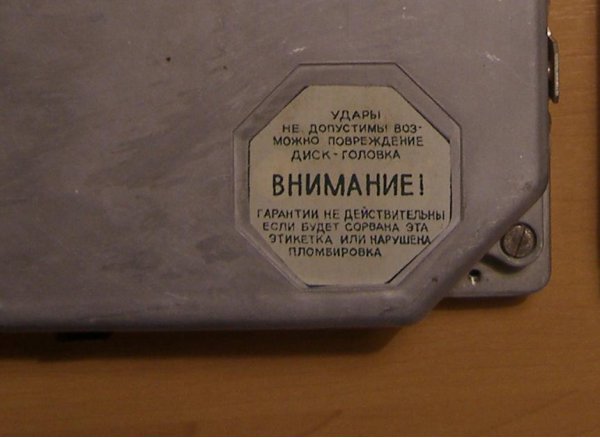 УДАРЫ
НЕ ДОПУСТИМЫ ВОЗ-
МОЖНО ПОВРЕЖДЕНИЕ
ДИСК-ГОЛОВКА
ВНИМАНИЕ!
ГАРАНТИИ НЕ ДЕЙСТВИТЕЛЬНЫ
ЕСЛИ БУДЕТ СОРВАНА ЭТА
ЭТИКЕТКА ИЛИ НАРУШЕНА
ПЛОМБИРОВКА